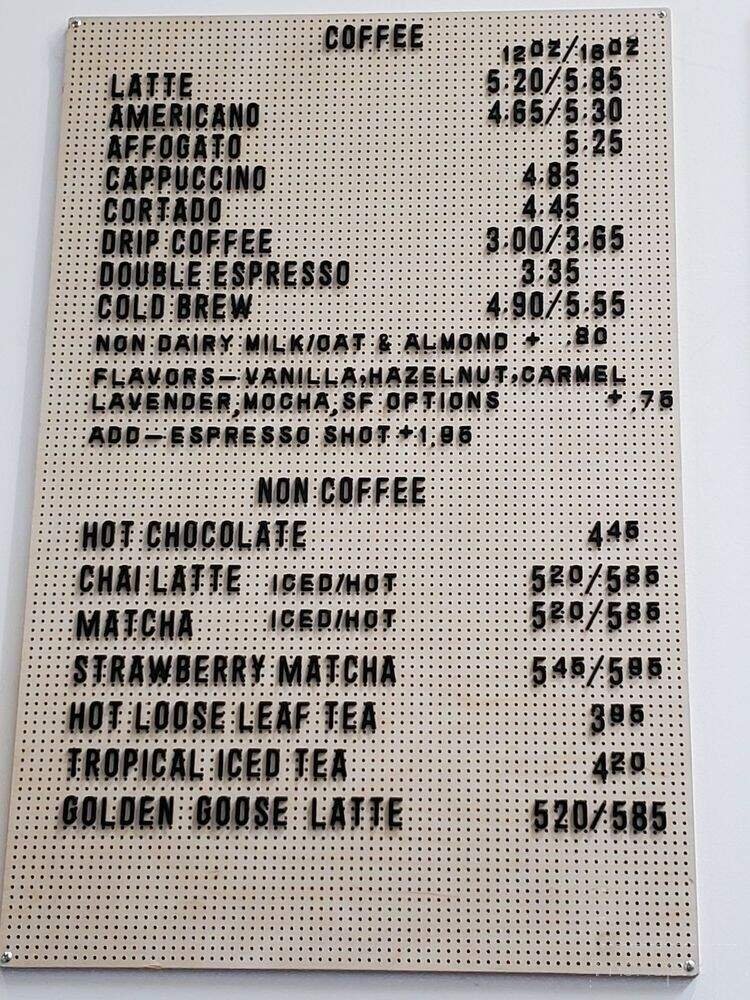 COFFEE
12OZ/16OZ
LATTE 5.20/5.85
AMERICANO 4.65/5.30
AFFOGATO 5.25
CAPPUCCINO 4.85
CORTADO 4.45
DRIP COFFEE 3.00/3.65
DOUBLE ESPRESSO 3.35
COLD BREW 4.90/5.55
NON DAIRY MILK/OAT & ALMOND + .80
FLAVORS—VANILLA,HAZELNUT,CARMEL
LAVENDER,MOCHA,SF OPTIONS +.75
ADD—ESPRESSO SHOT+1.95
NON COFFEE
HOT CHOCOLATE 445
CHAI LATTE ICED/HOT 520/585
MATCHA ICED/HOT 520/585
STRAWBERRY MATCHA 545/595
HOT LOOSE LEAF TEA 395
TROPICAL ICED TEA 420
GOLDEN GOOSE LATTE 520/585